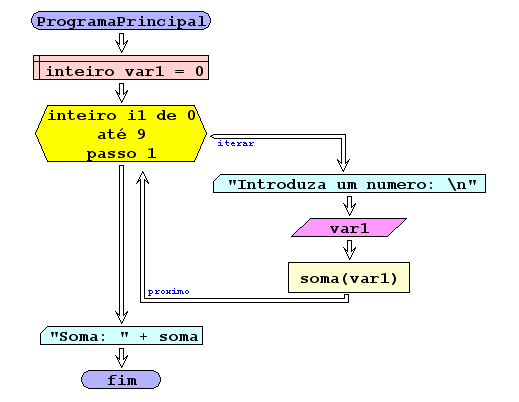 ProgramaPrincipal
inteiro var1 = 0
inteiro i1 de 0
até 9
passo 1
iterar
"Introduza um numero: \n"
var1
soma(var1)
proximo
"Soma: " + soma
fim